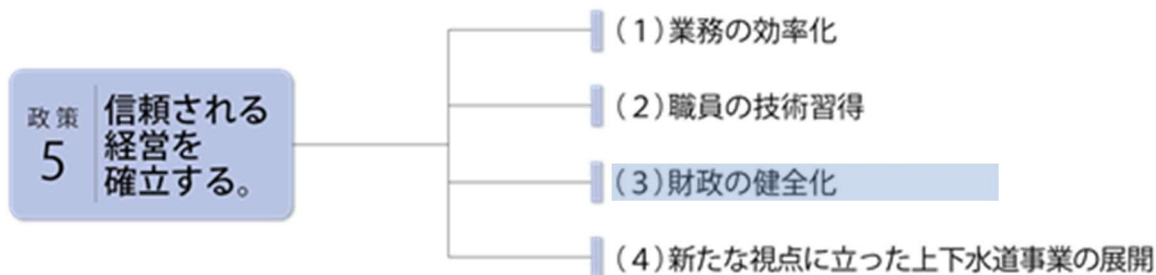 政策
5
信頼される
経営を
確立する。
(1)業務の効率化
(2)職員の技術習得
(3)財政の健全化
(4)新たな視点に立った上下水道事業の展開